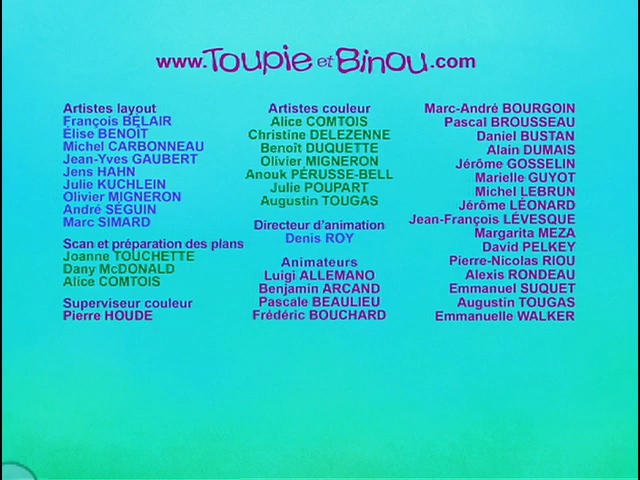 www.Toupie et Binou.com
Artistes layout
François BÉLAIR
Élise BENOÎT
Michel CARBONNEAU
Jean-Yves GAUBERT
Jens HAHN
Julie KUCHLEIN
Olivier MIGNERON
André SÉGUIN
Marc SIMARD
Scan et préparation des plans
Joanne TOUCHETTE
Dany McDONALD
Alice COMTOIS
Superviseur couleur
Pierre HOUDE
Artistes couleur
Alice COMTOIS
Christine DELEZENNE
Benoît DUQUETTE
Olivier MIGNERON
Anouk PÉRUSSE-BELL
Julie POUPART
Augustin TOUGAS
Directeur d'animation
Denis ROY
Animateurs
Luigi ALLEMANO
Benjamin ARCAND
Pascale BEAULIEU
Frédéric BOUCHARD
Marc-André BOURGOIN
Pascal BROUSSEAU
Daniel BUSTAN
Alain DUMAIS
Jérôme GOSSELIN
Marielle GUYOT
Michel LEBRUN
Jérôme LÉONARD
Jean-François LÉVESQUE
Margarita MEZA
David PELKEY
Pierre-Nicolas RIOU
Alexis RONDEAU
Emmanuel SUQUET
Augustin TOUGAS
Emmanuelle WALKER